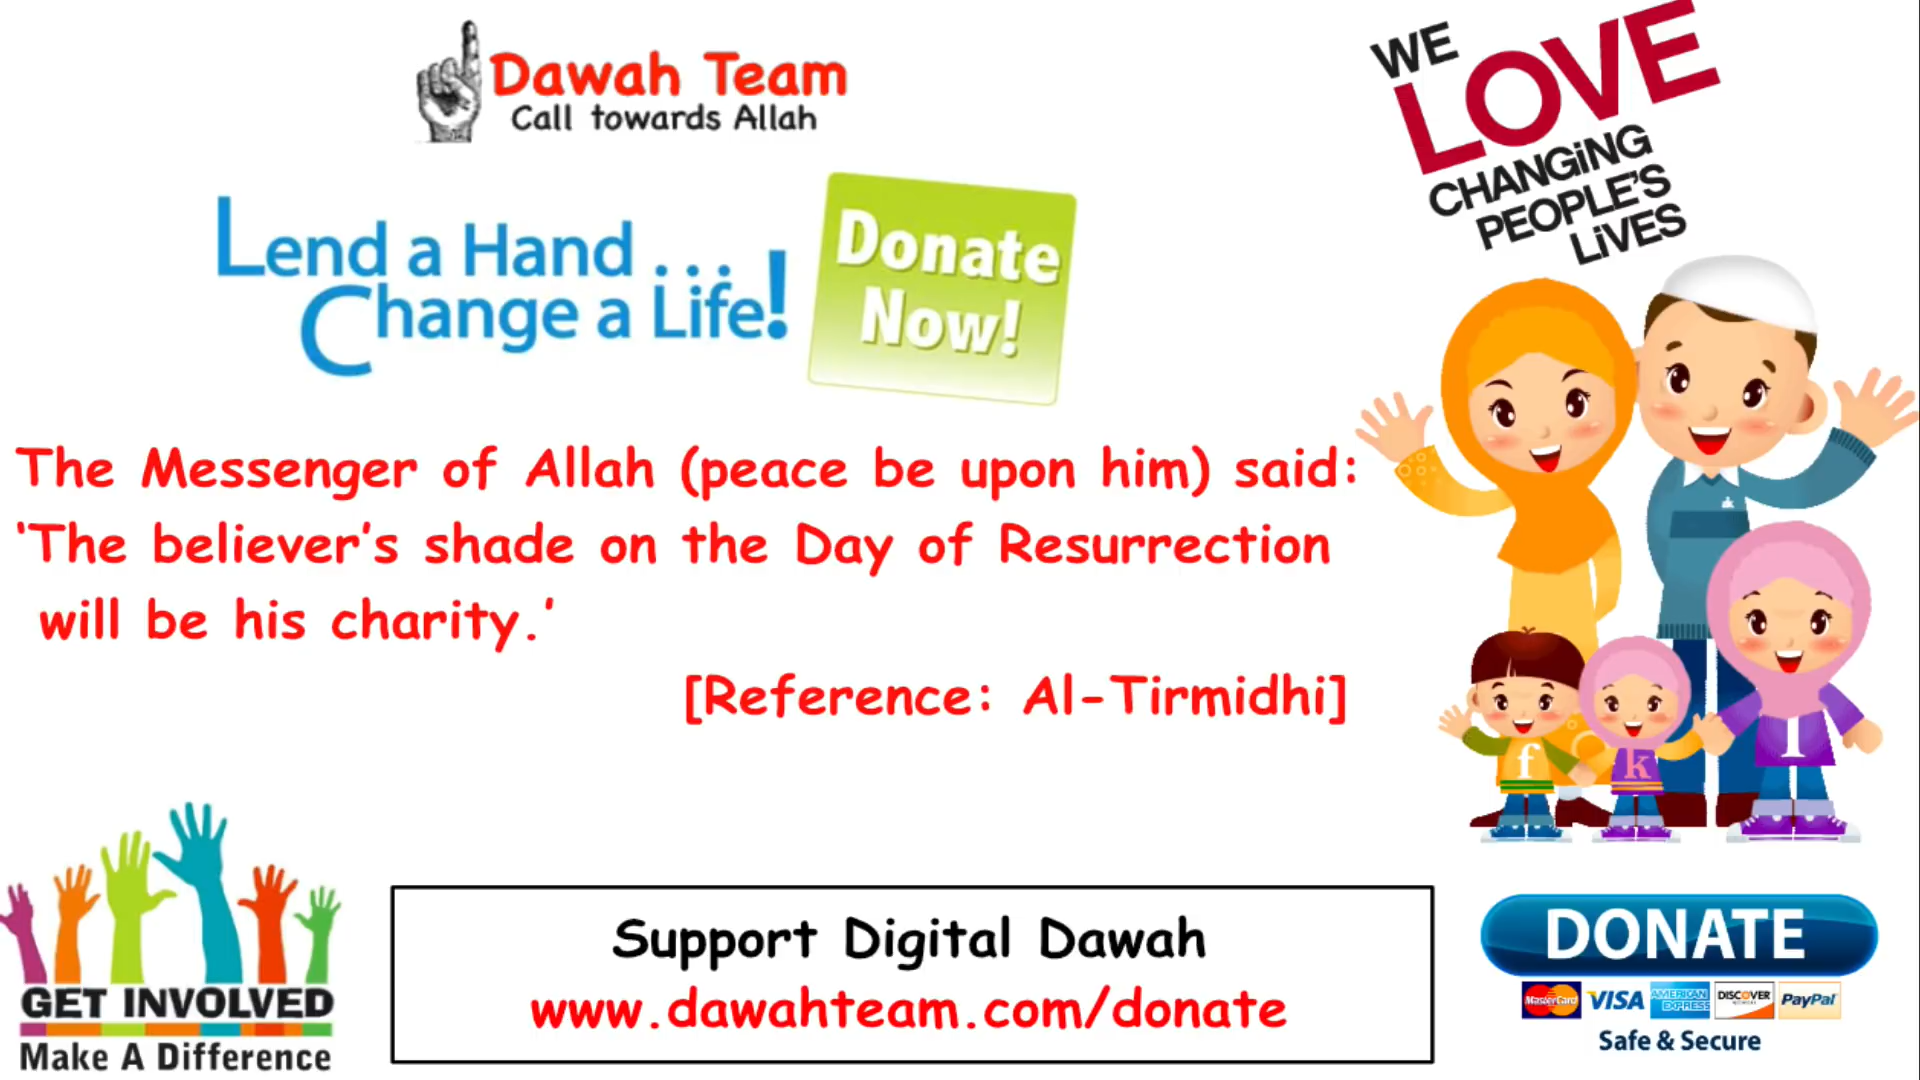 Dawah Team
Call towards Allah
WE
LOVE
CHANGiNG
PEOPLE'S
LiVES
Lend a Hand . . .
Change a Life!
Donate
Now!
The Messenger of Allah (peace be upon him) said:
‘The believer’s shade on the Day of Resurrection
will be his charity.’
[Reference: Al-Tirmidhi]
f
k
l
GET INVOLVED
Make A Difference
Support Digital Dawah
www.dawahteam.com/donate
DONATE
MasterCard VISA AMERICAN EXPRESS DISCOVER PayPal
Safe & Secure